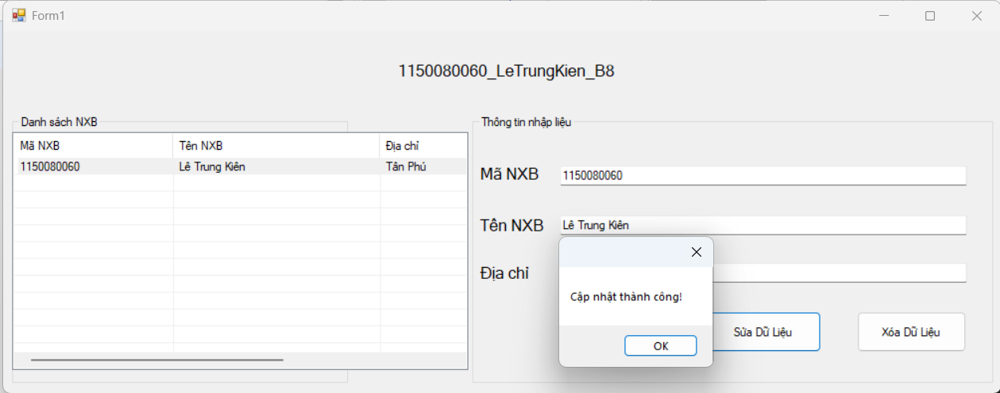 Form1
1150080060_LeTrungKien_B8
Danh sách NXB
Mã NXB Tên NXB Địa chỉ
1150080060 Lê Trung Kiên Tân Phú
Thông tin nhập liệu
Mã NXB 1150080060
Tên NXB Lê Trung Kiên
Địa chỉ
Cập nhật thành công!
OK
Sửa Dữ Liệu
Xóa Dữ Liệu